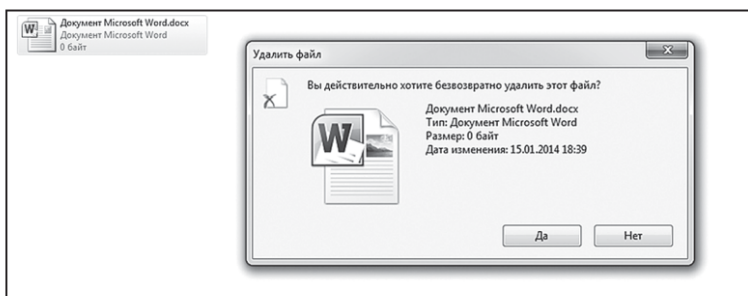 Документ Microsoft Word.docx
Документ Microsoft Word
0 байт
Удалить файл
Вы действительно хотите безвозвратно удалить этот файл?
Документ Microsoft Word.docx
Тип: Документ Microsoft Word
Размер: 0 байт
Дата изменения: 15.01.2014 18:39
Да
Нет